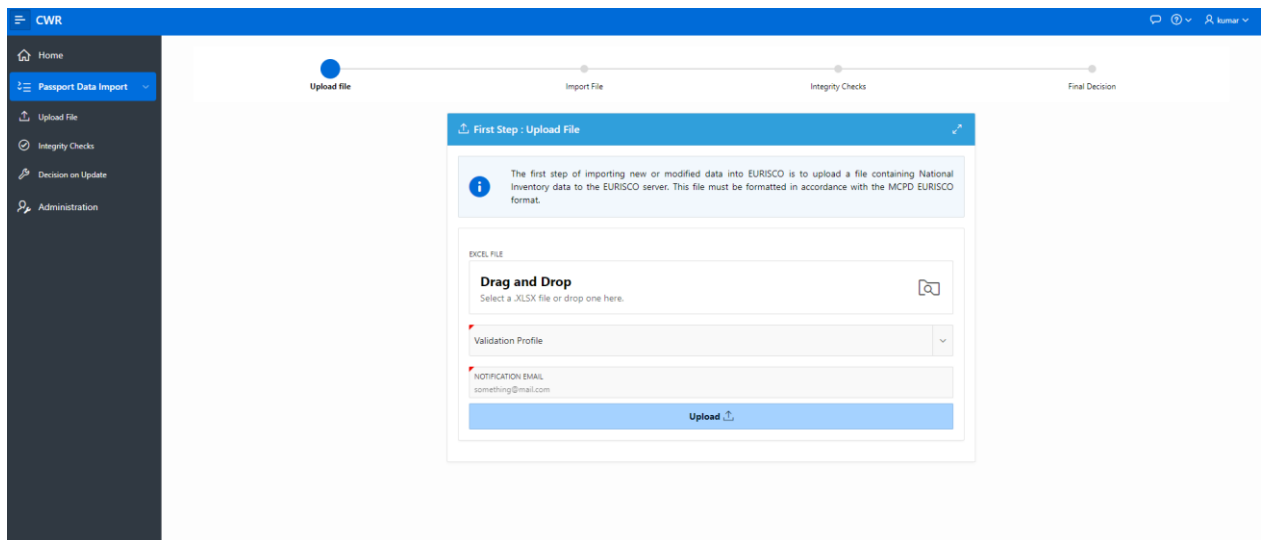 CWR
kumar
Home
Passport Data Import
Upload File
Integrity Checks
Decision on Update
Administration
Upload file
Import File
Integrity Checks
Final Decision
First Step : Upload File
The first step of importing new or modified data into EURISCO is to upload a file containing National
Inventory data to the EURISCO server. This file must be formatted in accordance with the MCPD EURISCO
format.
EXCEL FILE
Drag and Drop
Select a .XLSX file or drop one here.
Validation Profile
NOTIFICATION EMAIL
something@mail.com
Upload